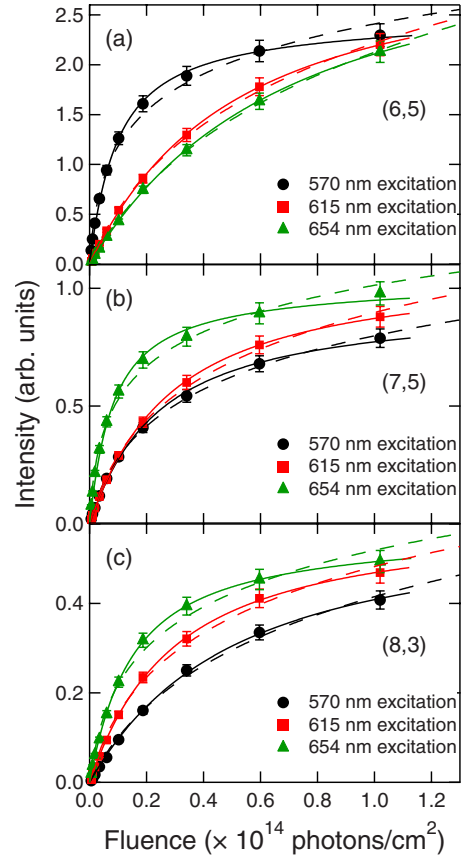 Intensity (arb. units)
(a)
2.5
2.0
1.5
1.0
0.5
0.0
(6,5)
570 nm excitation
615 nm excitation
654 nm excitation
(b)
1.0
0.5
0.0
(7,5)
570 nm excitation
615 nm excitation
654 nm excitation
(c)
0.4
0.2
0.0
(8,3)
570 nm excitation
615 nm excitation
654 nm excitation
0.0 0.2 0.4 0.6 0.8 1.0 1.2
Fluence (× 10^14 photons/cm^2)